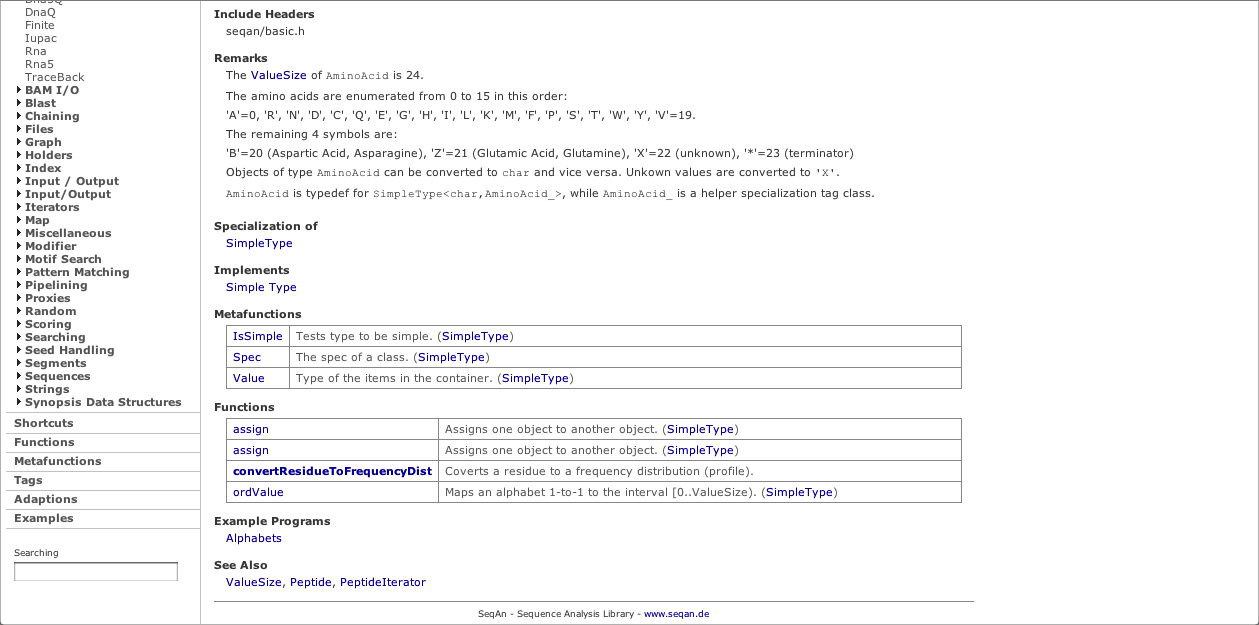 DnaQ
Finite
Iupac
Rna
Rna5
TraceBack
BAM I/O
Blast
Chaining
Files
Graph
Holders
Index
Input / Output
Input/Output
Iterators
Map
Miscellaneous
Modifier
Motif Search
Pattern Matching
Pipelining
Proxies
Random
Scoring
Searching
Seed Handling
Segments
Sequences
Strings
Synopsis Data Structures
Shortcuts
Functions
Metafunctions
Tags
Adaptions
Examples
Searching
Include Headers
seqan/basic.h
Remarks
The ValueSize of AminoAcid is 24.
The amino acids are enumerated from 0 to 15 in this order:
'A'=0, 'R', 'N', 'D', 'C', 'Q', 'E', 'G', 'H', 'I', 'L', 'K', 'M', 'F', 'P', 'S', 'T', 'W', 'Y', 'V'=19.
The remaining 4 symbols are:
'B'=20 (Aspartic Acid, Asparagine), 'Z'=21 (Glutamic Acid, Glutamine), 'X'=22 (unknown), '*'=23 (terminator)
Objects of type AminoAcid can be converted to char and vice versa. Unkown values are converted to 'X'.
AminoAcid is typedef for SimpleType<char,AminoAcid_>, while AminoAcid_ is a helper specialization tag class.
Specialization of
SimpleType
Implements
Simple Type
Metafunctions
IsSimple Tests type to be simple. (SimpleType)
Spec The spec of a class. (SimpleType)
Value Type of the items in the container. (SimpleType)
Functions
assign Assigns one object to another object. (SimpleType)
assign Assigns one object to another object. (SimpleType)
convertResidueToFrequencyDist Coverts a residue to a frequency distribution (profile).
ordValue Maps an alphabet 1-to-1 to the interval [0..ValueSize). (SimpleType)
Example Programs
Alphabets
See Also
ValueSize, Peptide, PeptideIterator
SeqAn - Sequence Analysis Library - www.seqan.de